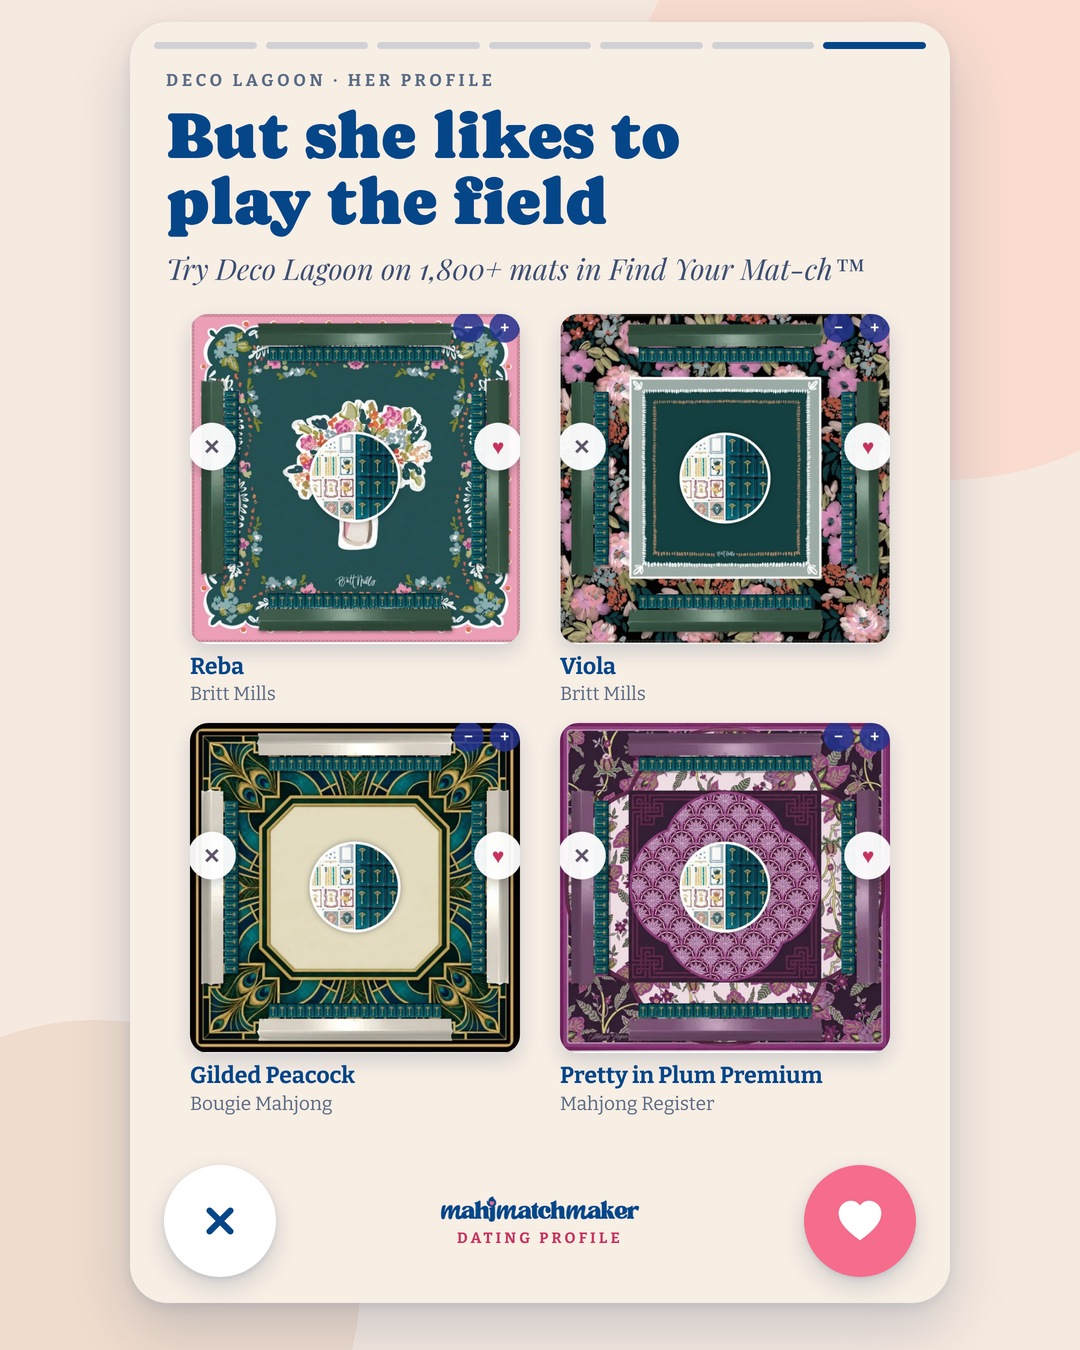 DECO LAGOON · HER PROFILE
But she likes to
play the field
Try Deco Lagoon on 1,800+ mats in Find Your Mat-ch™
Britt Mills
Reba
Britt Mills
Viola
Britt Mills
Gilded Peacock
Bougie Mahjong
Pretty in Plum Premium
Mahjong Register
mahjmatchmaker
DATING PROFILE